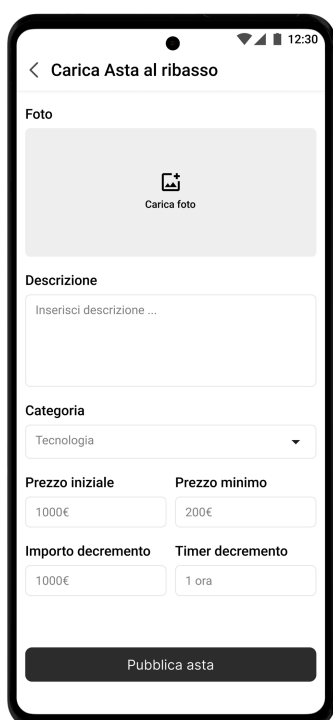 12:30
Carica Asta al ribasso
Foto
Carica foto
Descrizione
Inserisci descrizione ...
Categoria
Tecnologia
Prezzo iniziale
Prezzo minimo
1000€
200€
Importo decremento
Timer decremento
1000€
1 ora
Pubblica asta